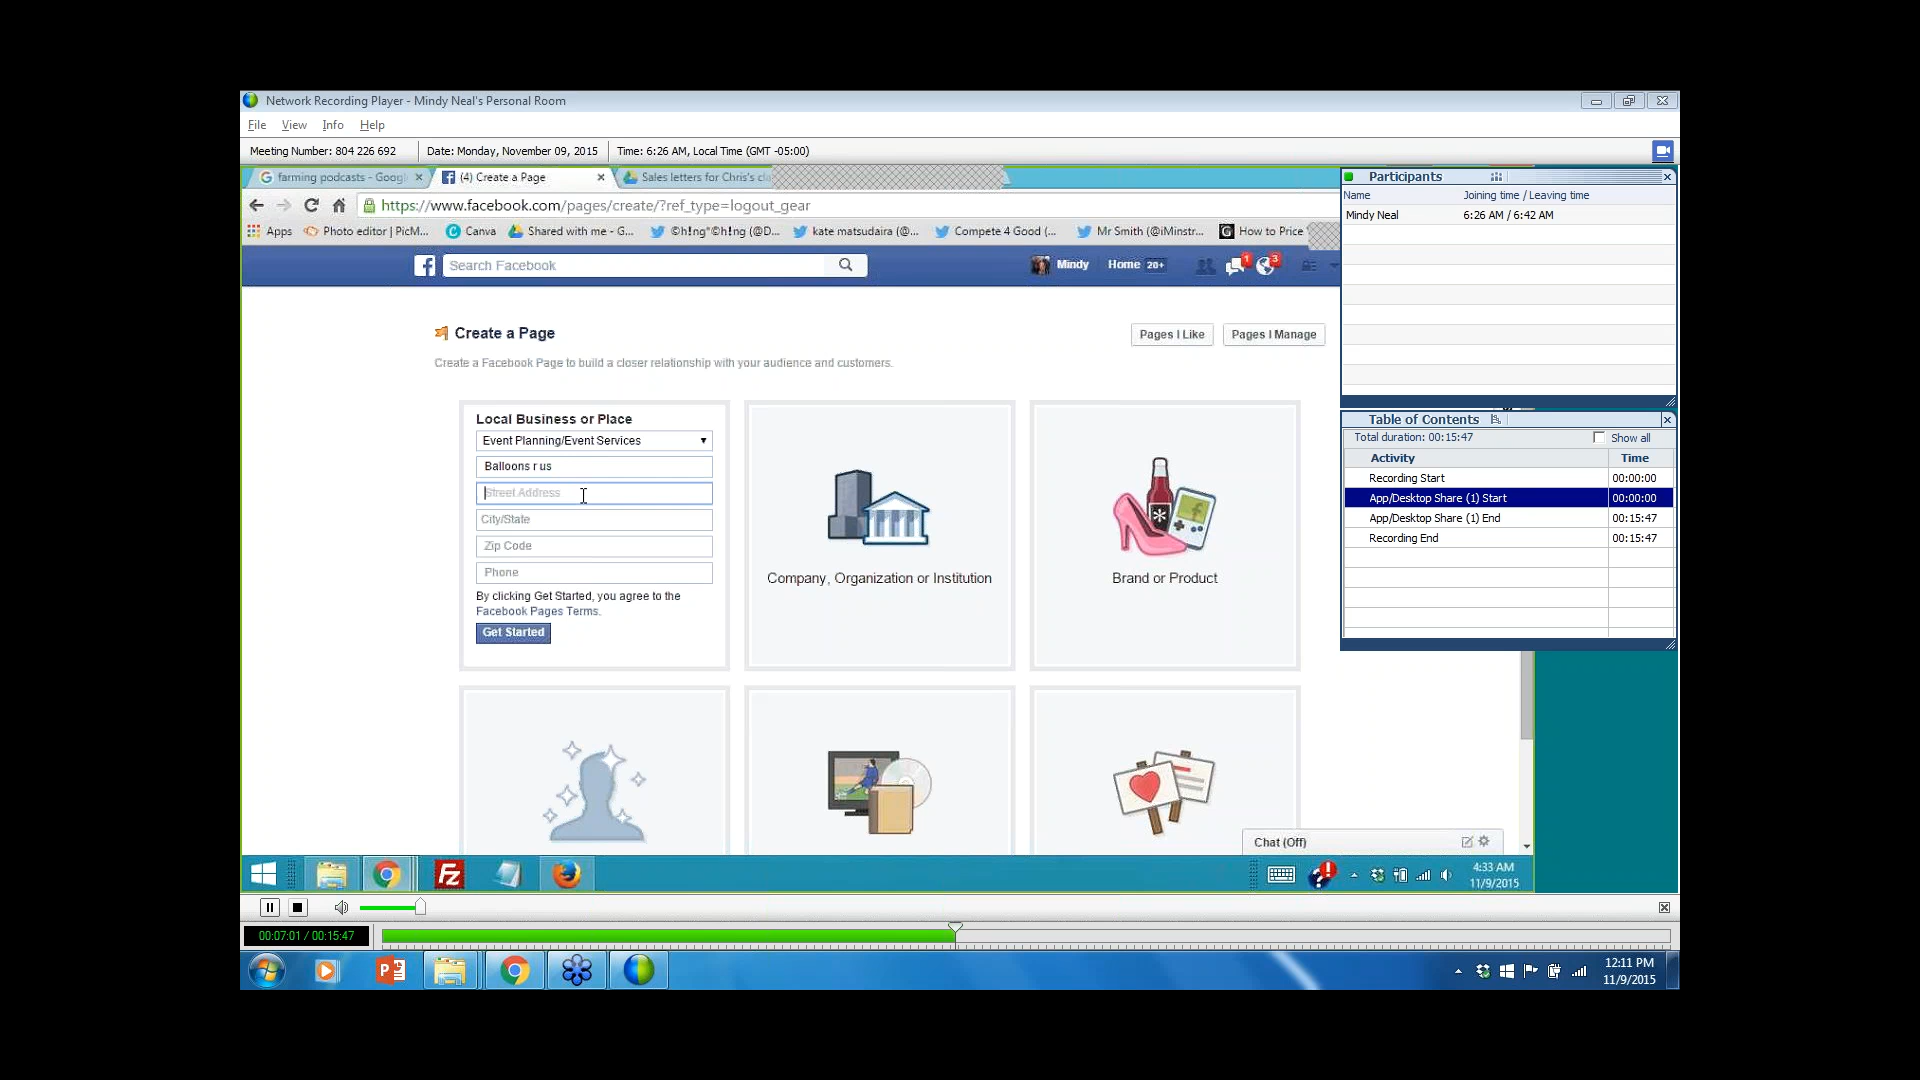 Network Recording Player - Mindy Neal's Personal Room
File View Info Help
Meeting Number: 804 226 692 Date: Monday, November 09, 2015 Time: 6:26 AM, Local Time (GMT -05:00)
farming podcasts - Googl (4) Create a Page Sales letters for Chris's cl
https://www.facebook.com/pages/create/?ref_type=logout_gear
Apps Photo editor | PicM... Canva Shared with me - G... ©h!ng*©h!ng (@D... kate matsudaira (@... Compete 4 Good (... Mr Smith (@iMinstr... How to Price
Search Facebook Mindy Home 20+ 1 3
Create a Page Pages I Like Pages I Manage
Create a Facebook Page to build a closer relationship with your audience and customers.
Local Business or Place
Event Planning/Event Services
Balloons r us
Street Address
City/State
Zip Code
Phone
By clicking Get Started, you agree to the
Facebook Pages Terms.
Get Started
Company, Organization or Institution
Brand or Product
Chat (Off)
4:33 AM
11/9/2015
Participants
Name Joining time / Leaving time
Mindy Neal 6:26 AM / 6:42 AM
Table of Contents
Total duration: 00:15:47 Show all
Activity Time
Recording Start 00:00:00
App/Desktop Share (1) Start 00:00:00
App/Desktop Share (1) End 00:15:47
Recording End 00:15:47
00:07:01 / 00:15:47
12:11 PM
11/9/2015